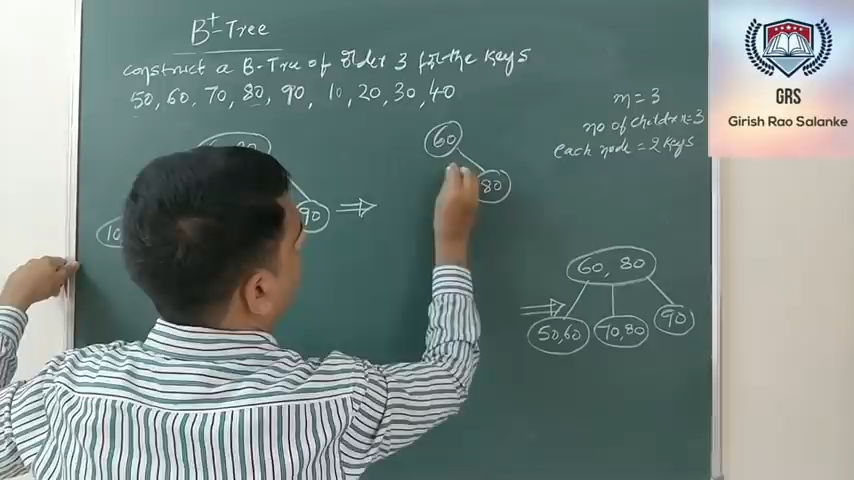 B+-Tree
construct a B-Tree of order 3 for the keys
50, 60, 70, 80, 90, 10, 20, 30, 40
m = 3
no of children = 3
each node = 2 keys
60
80
90
10
60, 80
50,60
70,80
90
GRS
Girish Rao Salanke